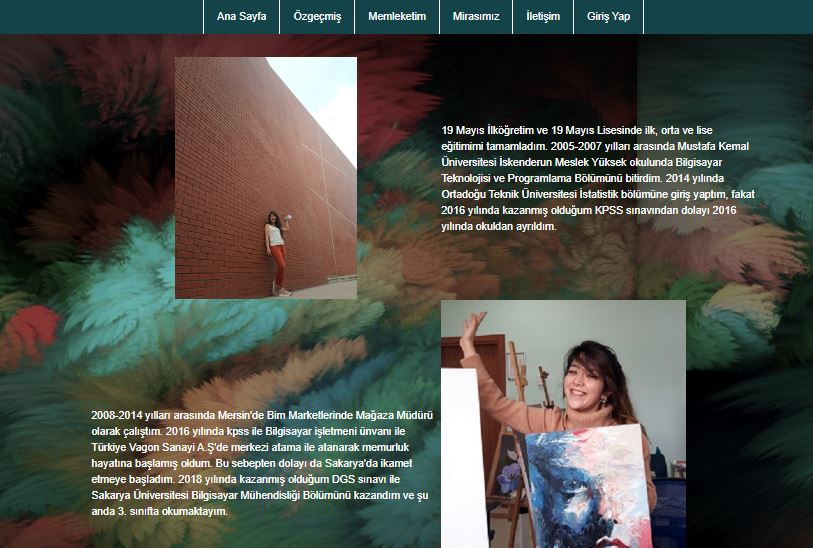 Ana Sayfa
Özgeçmiş
Memleketim
Mirasımız
İletişim
Giriş Yap
19 Mayıs İlköğretim ve 19 Mayıs Lisesinde ilk, orta ve lise
eğitimimi tamamladım. 2005-2007 yılları arasında Mustafa Kemal
Üniversitesi İskenderun Meslek Yüksek okulunda Bilgisayar
Teknolojisi ve Programlama Bölümünü bitirdim. 2014 yılında
Ortadoğu Teknik Üniversitesi İstatistik bölümüne giriş yaptım, fakat
2016 yılında kazanmış olduğum KPSS sınavından dolayı 2016
yılında okuldan ayrıldım.
2008-2014 yılları arasında Mersin'de Bim Marketlerinde Mağaza Müdürü
olarak çalıştım. 2016 yılında kpss ile Bilgisayar işletmeni ünvanı ile
Türkiye Vagon Sanayi A.Ş'de merkezi atama ile atanarak memurluk
hayatına başlamış oldum. Bu sebepten dolayı da Sakarya'da ikamet
etmeye başladım. 2018 yılında kazanmış olduğum DGS sınavı ile
Sakarya Üniversitesi Bilgisayar Mühendisliği Bölümünü kazandım ve şu
anda 3. sınıfta okumaktayım.